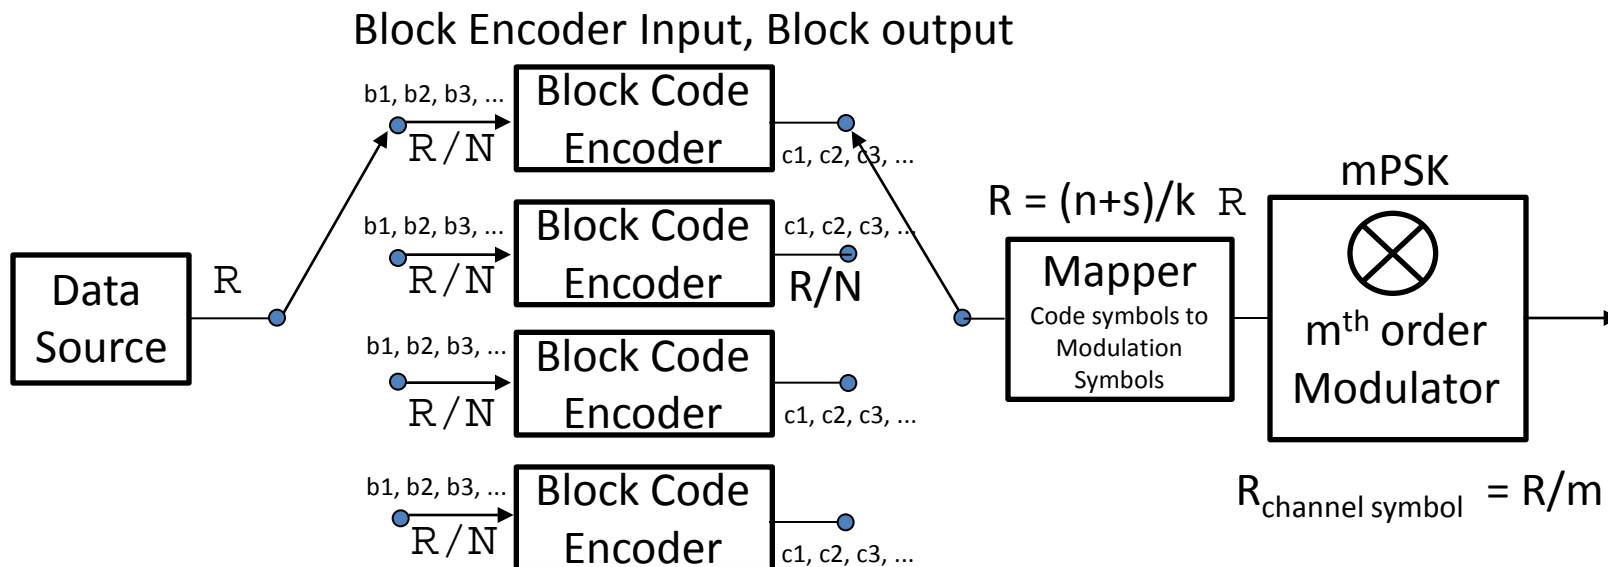 Block Encoder Input, Block output
b1, b2, b3, ...
R/N
Block Code
Encoder
c1, c2, c3, ...
b1, b2, b3, ...
R/N
Block Code
Encoder
c1, c2, c3, ...
R/N
b1, b2, b3, ...
R/N
Block Code
Encoder
c1, c2, c3, ...
b1, b2, b3, ...
R/N
Block Code
Encoder
c1, c2, c3, ...
Data
Source
R
R = (n+s)/k R
Mapper
Code symbols to
Modulation
Symbols
mPSK
mth order
Modulator
Rchannel symbol = R/m